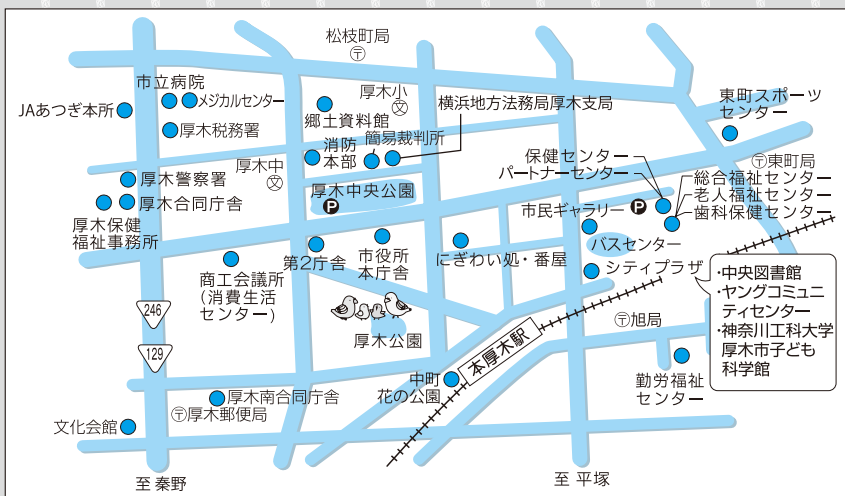 松枝町局
〒
市立病院
メジカルセンター
JAあつぎ本所
厚木税務署
厚木小
文
郷土資料館
横浜地方法務局厚木支局
東町スポーツ
センター
消防
本部
簡易裁判所
厚木中
文
保健センター
パートナーセンター
〒東町局
総合福祉センター
老人福祉センター
歯科保健センター
厚木警察署
厚木合同庁舎
厚木保健
福祉事務所
厚木中央公園
P
市民ギャラリー
P
バスセンター
商工会議所
(消費生活
センター)
第2庁舎
市役所
本庁舎
にぎわい処・番屋
シティプラザ
・中央図書館
・ヤングコミュニ
ティセンター
・神奈川工科大学
厚木市子ども
科学館
246
129
厚木公園
本厚木駅
〒旭局
中町
花の公園
勤労福祉
センター
厚木南合同庁舎
〒厚木郵便局
文化会館
至 秦野
至 平塚